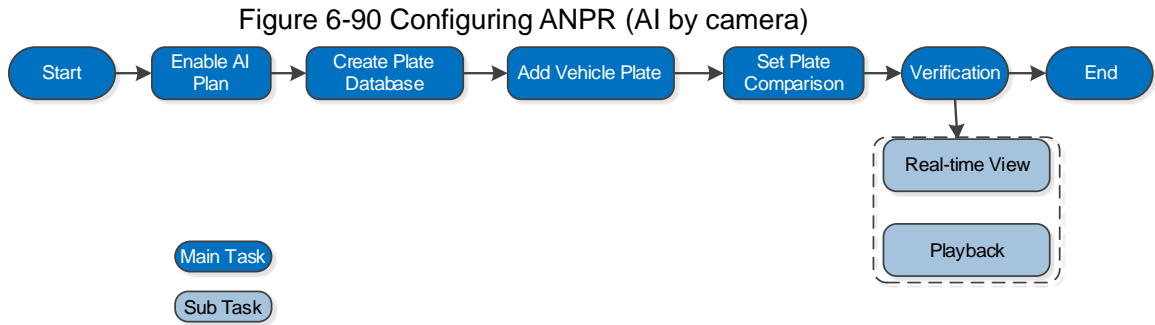 Figure 6-90 Configuring ANPR (AI by camera)
Start
Enable AI
Plan
Create Plate
Database
Add Vehicle Plate
Set Plate
Comparison
Verification
End
Real-time View
Playback
Main Task
Sub Task